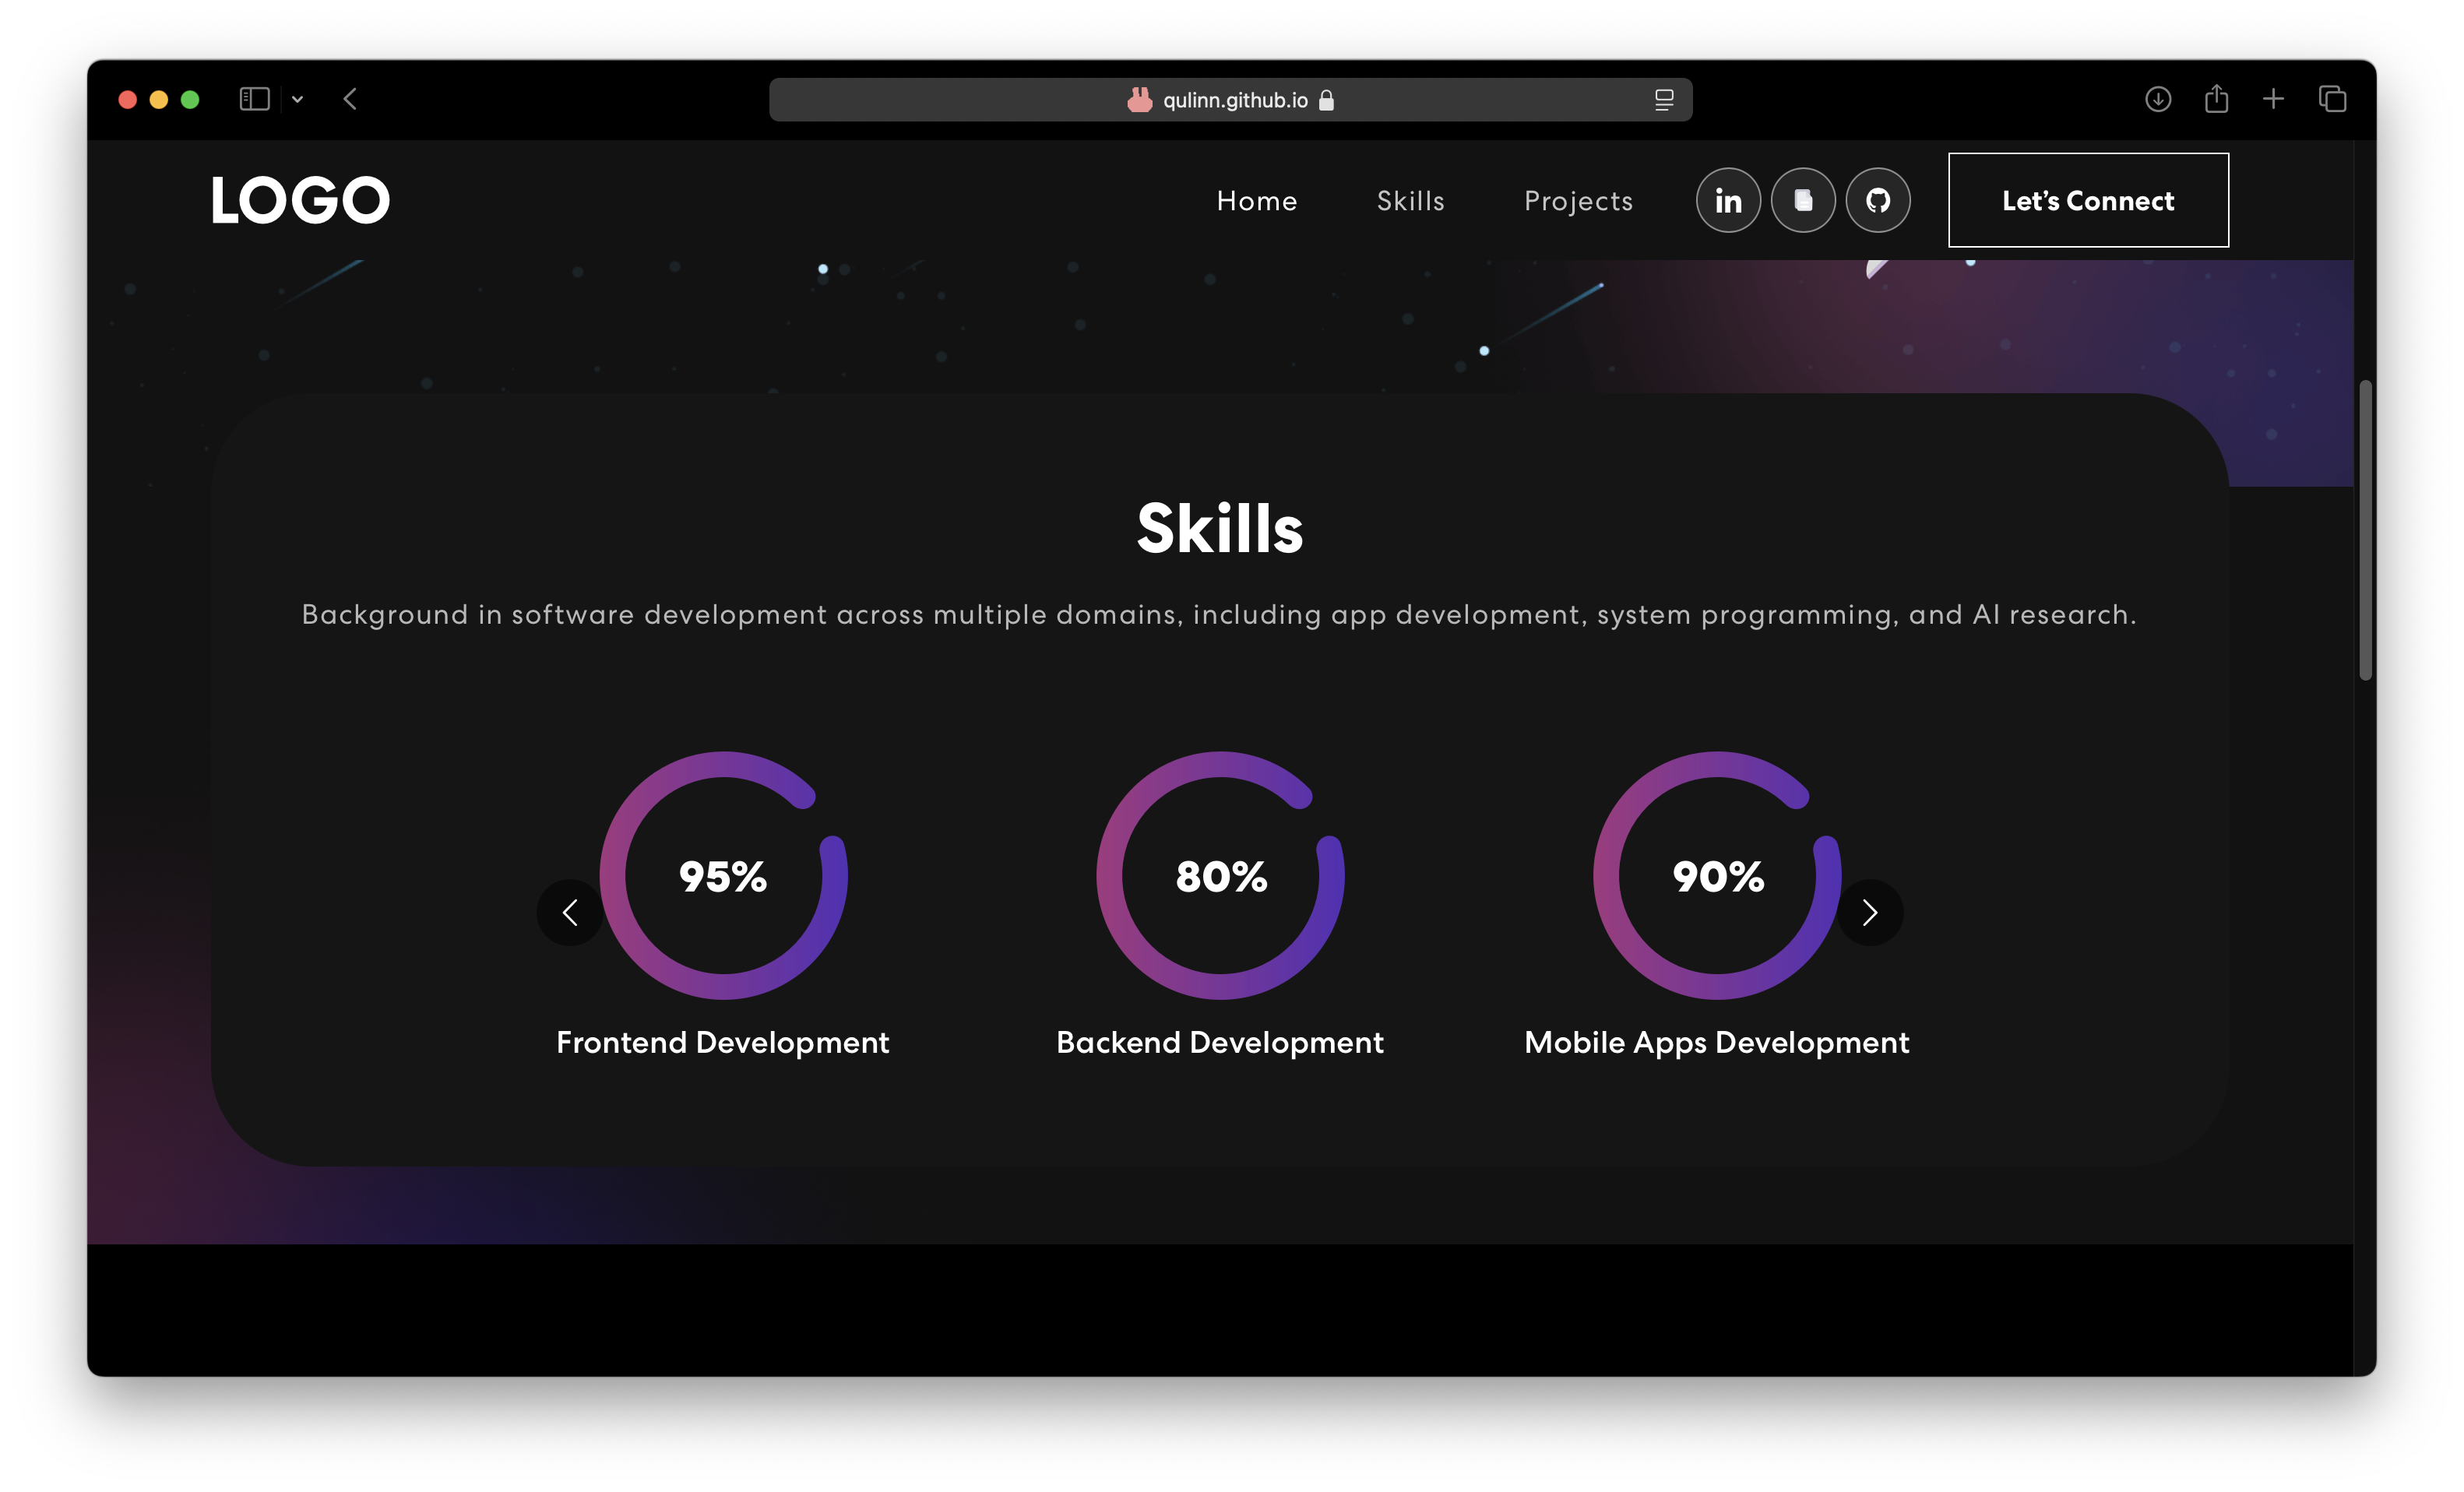 qulinn.github.io
LOGO
Home Skills Projects in Let’s Connect
Skills
Background in software development across multiple domains, including app development, system programming, and AI research.
95% 80% 90%
Frontend Development Backend Development Mobile Apps Development